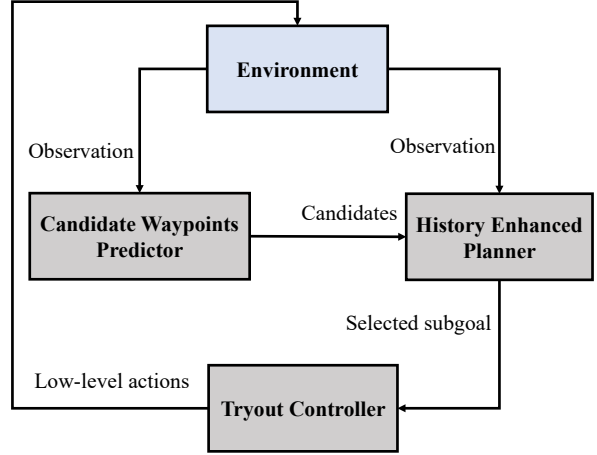 Environment
Observation
Observation
Candidate Waypoints
Predictor
Candidates
History Enhanced
Planner
Selected subgoal
Low-level actions
Tryout Controller